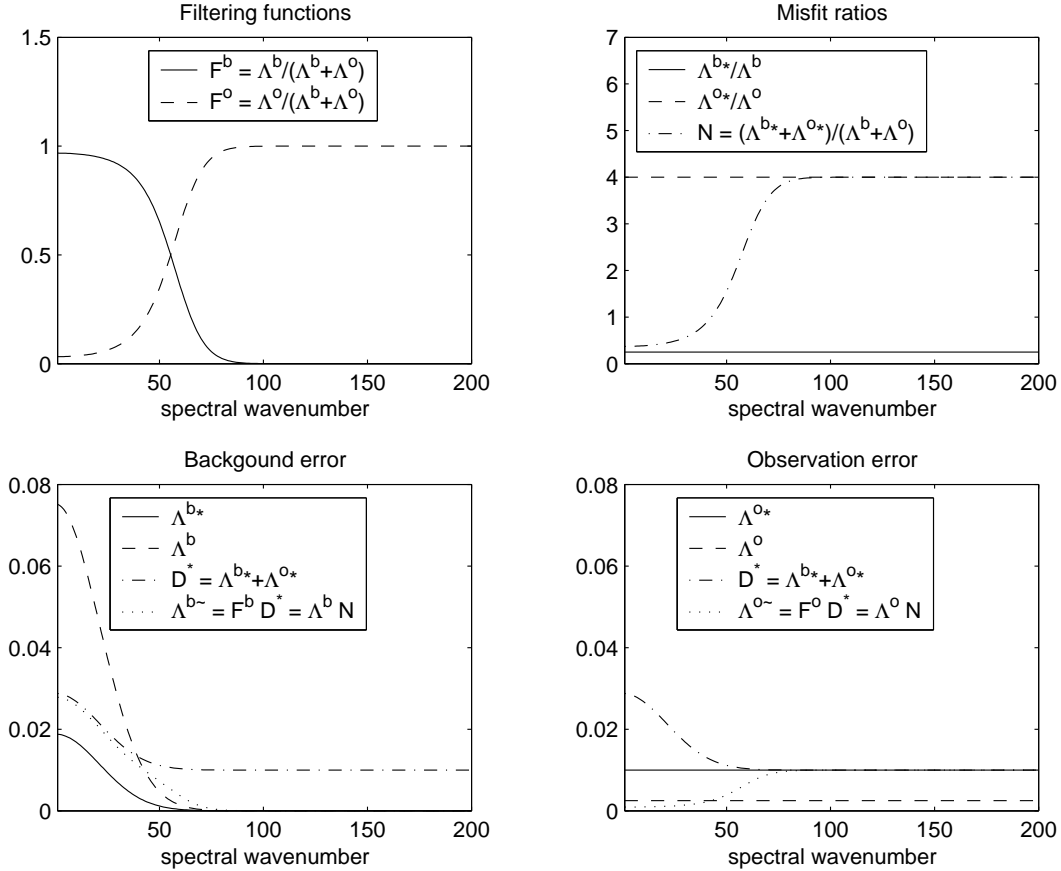 Filtering functions
1.5
1
0.5
0
F^b = Λ^b/(Λ^b+Λ^o)
F^o = Λ^o/(Λ^b+Λ^o)
50 100 150 200
spectral wavenumber
Misfit ratios
7
6
5
4
3
2
1
0
Λ^b*/Λ^b
Λ^o*/Λ^o
N = (Λ^b*+Λ^o*)/(Λ^b+Λ^o)
50 100 150 200
spectral wavenumber
Backgound error
0.08
0.06
0.04
0.02
0
Λ^b*
Λ^b
D^* = Λ^b*+Λ^o*
Λ^b~ = F^b D^* = Λ^b N
50 100 150 200
spectral wavenumber
Observation error
0.08
0.06
0.04
0.02
0
Λ^o*
Λ^o
D^* = Λ^b*+Λ^o*
Λ^o~ = F^o D^* = Λ^o N
50 100 150 200
spectral wavenumber